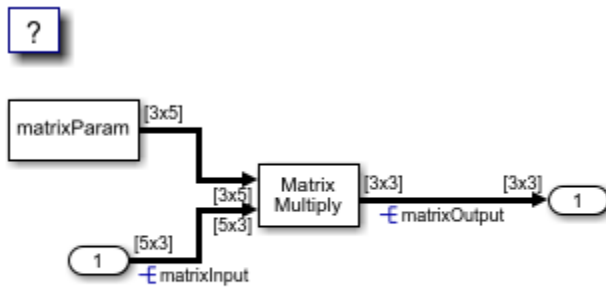 ?
matrixParam
[3x5]
[3x5]
[5x3]
Matrix
Multiply
[3x3]
[3x3]
1
matrixOutput
[5x3]
1
matrixInput